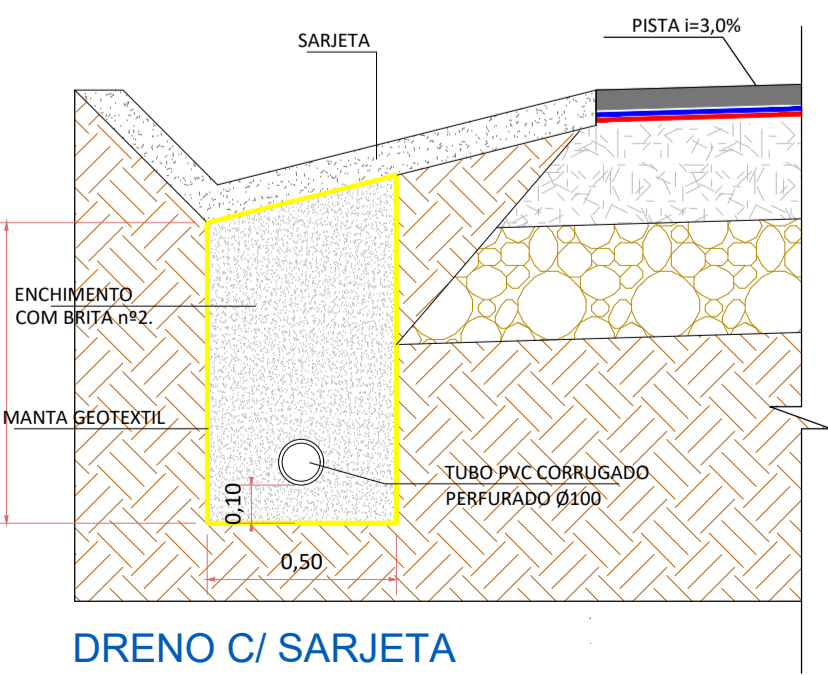 PISTA i=3,0%
SARJETA
ENCHIMENTO
COM BRITA nº2.
MANTA GEOTEXTIL
TUBO PVC CORRUGADO
PERFURADO Ø100
0,10
0,50
DRENO C/ SARJETA